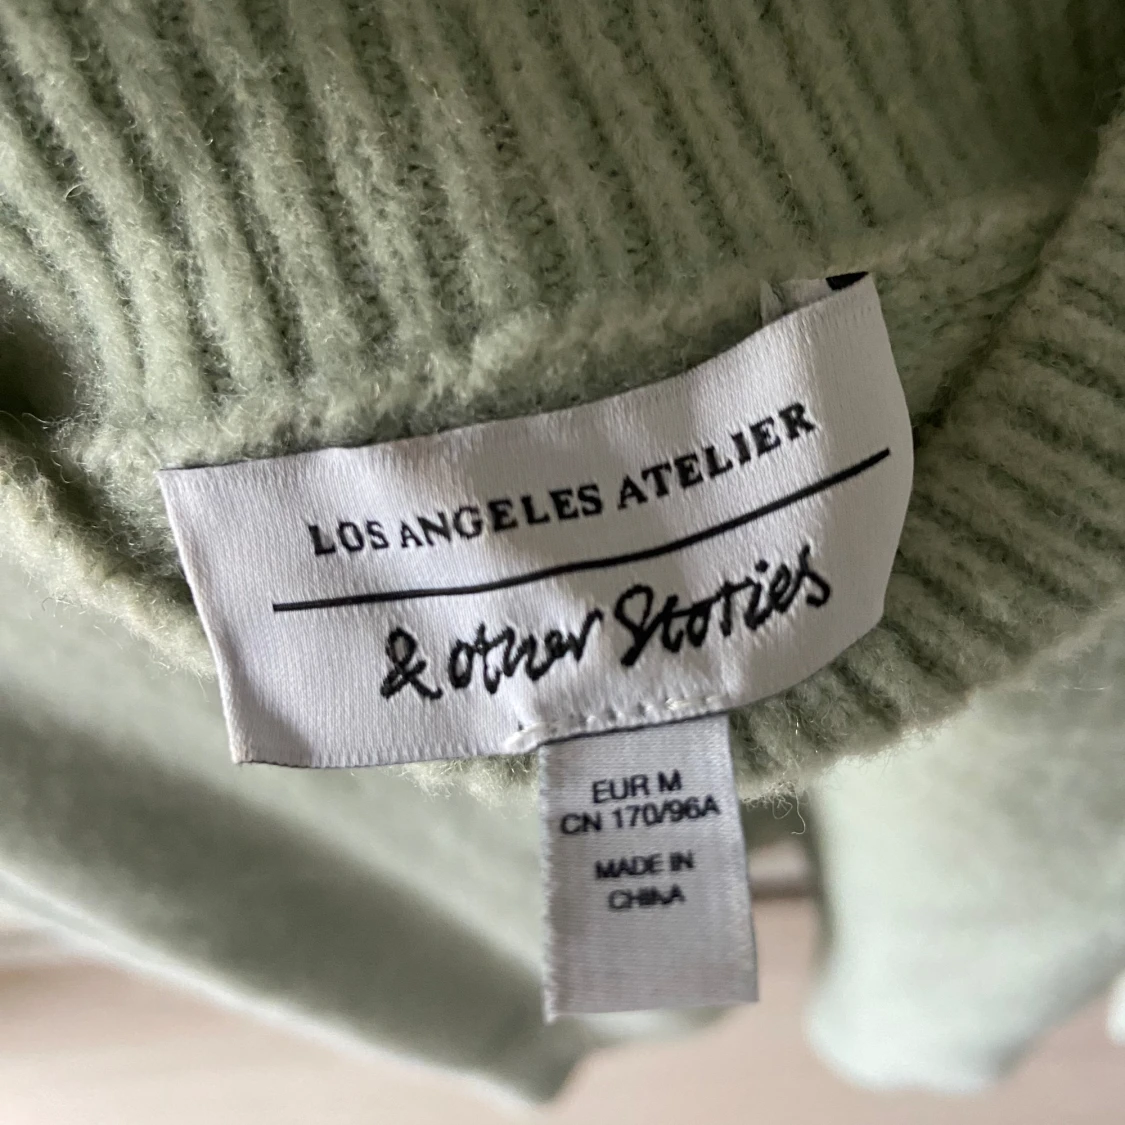 LOS ANGELES ATELIER
& other Stories
EUR M
CN 170/96A
MADE IN
CHINA